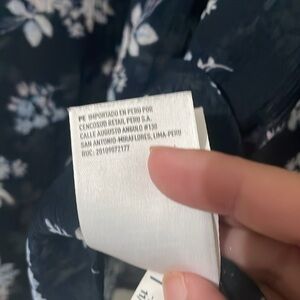 PE IMPORTADO EN PERU POR
CENCOSUD RETAIL PERU S.A.
CALLE AUGUSTO ANGULO #130
SAN ANTONIO-MIRAFLORES, LIMA-PERU
RUC: 20109072177